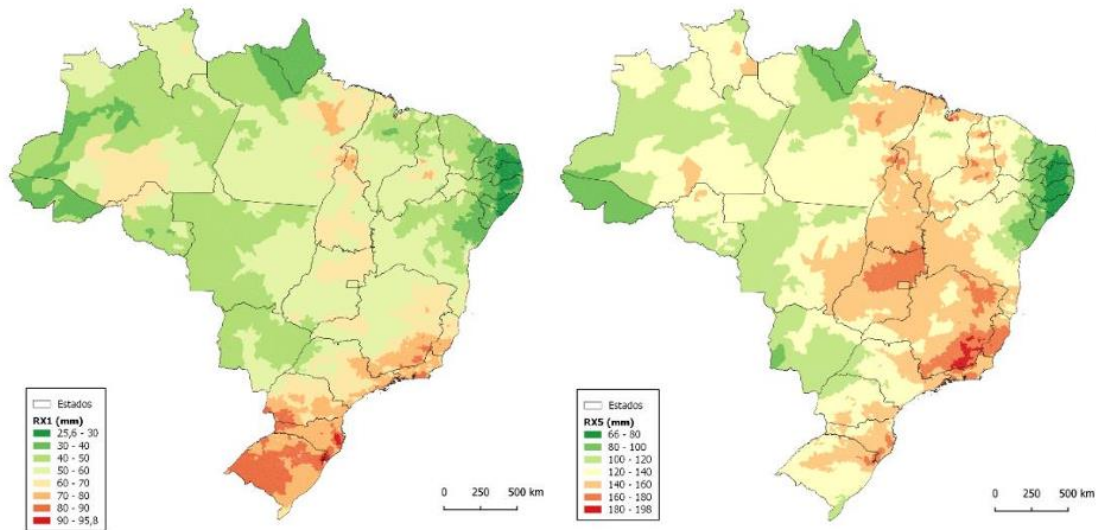 Estados
RX1 (mm)
25,6 - 30
30 - 40
40 - 50
50 - 60
60 - 70
70 - 80
80 - 90
90 - 95,8
0 250 500 km
Estados
RX5 (mm)
66 - 80
80 - 100
100 - 120
120 - 140
140 - 160
160 - 180
180 - 198
0 250 500 km